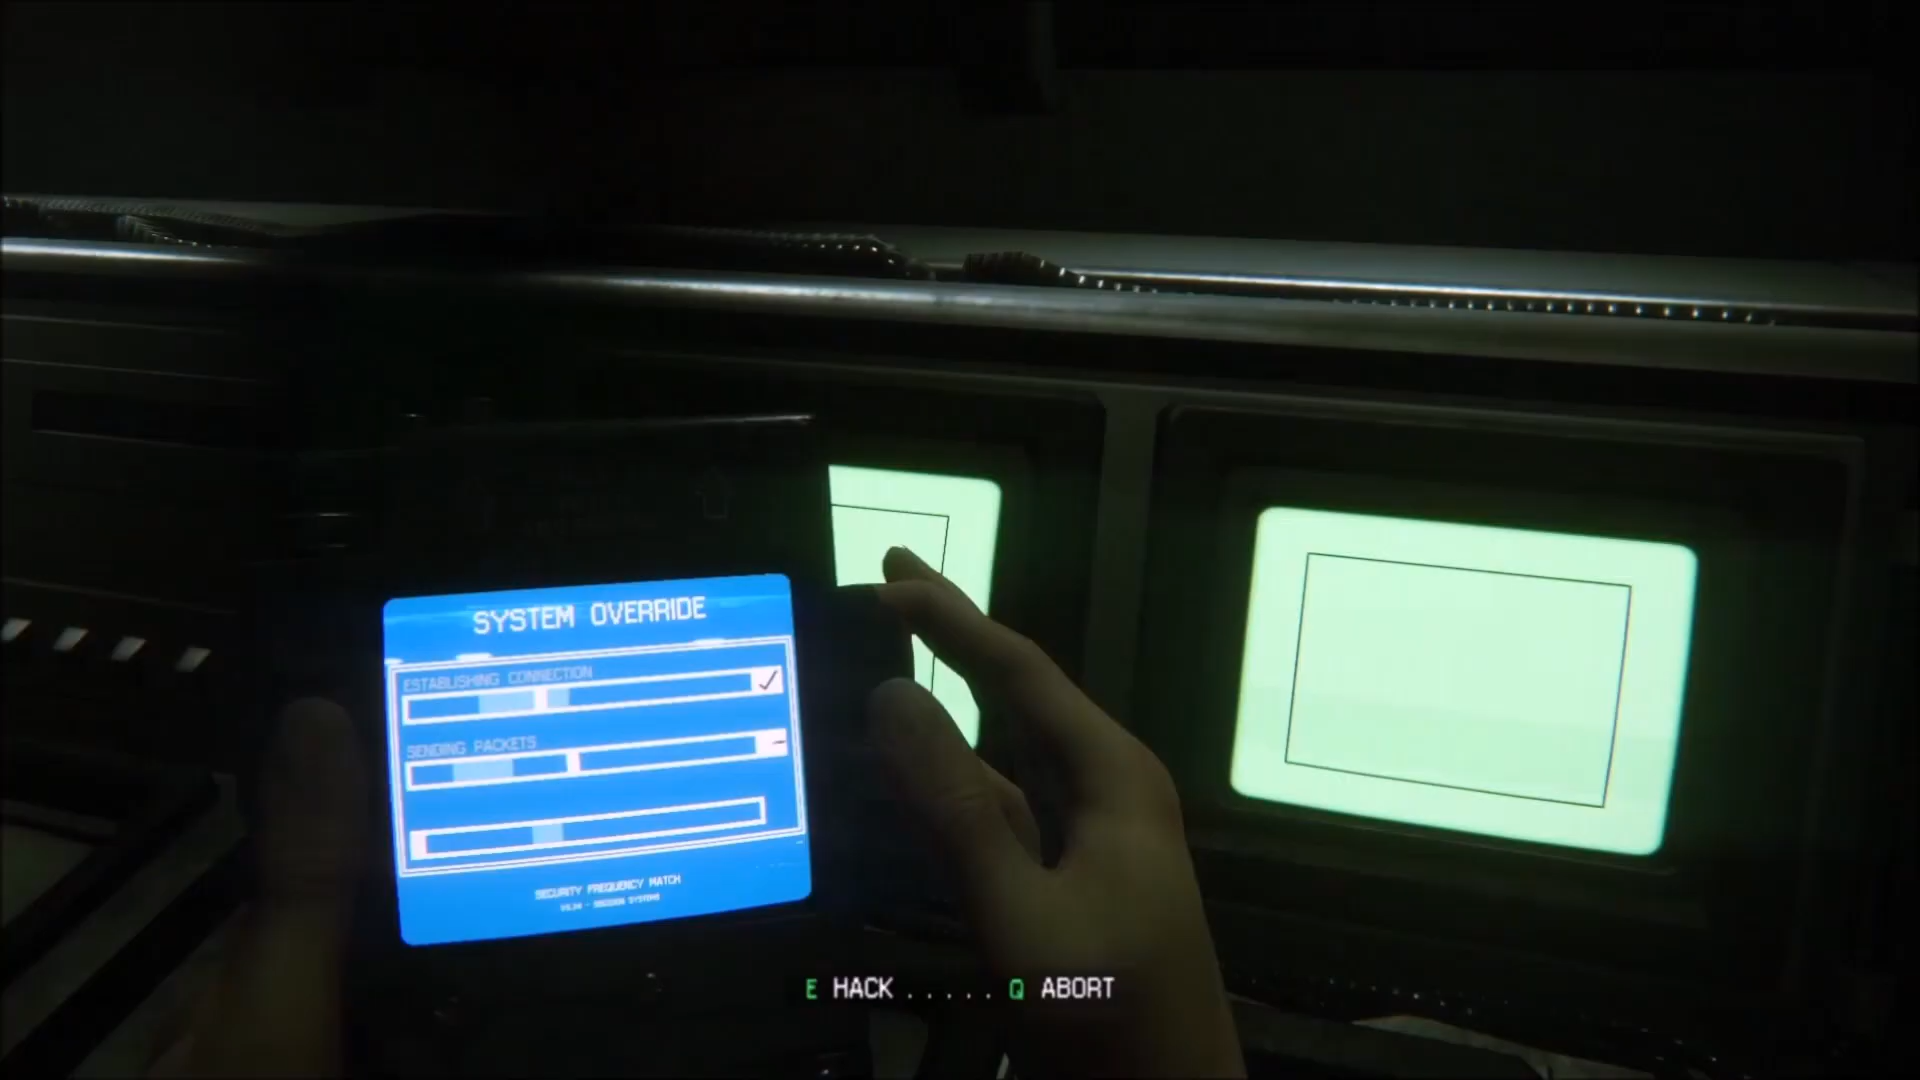 SYSTEM OVERRIDE
ESTABLISHING CONNECTION
SENDING PACKETS
SECURITY FREQUENCY MATCH
E HACK ..... Q ABORT